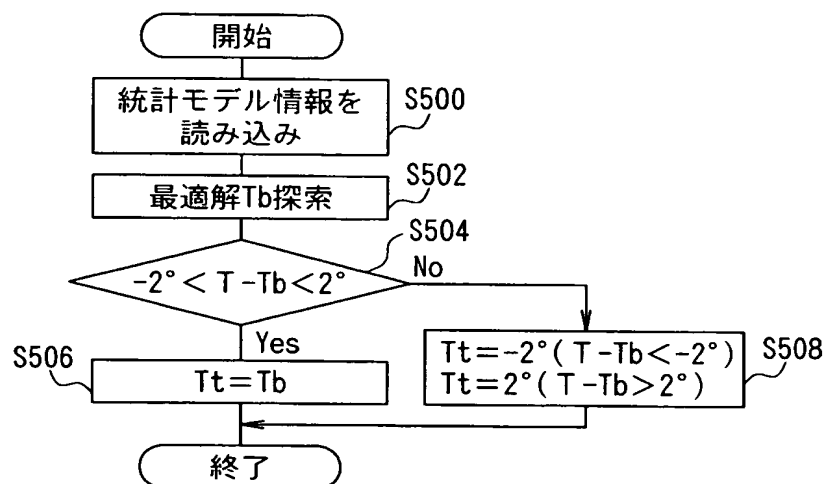 開始
統計モデル情報を
読み込み
S500
最適解Tb探索
S502
-2°<T-Tb<2°
S504
No
Yes
Tt=Tb
S506
Tt=-2°(T-Tb<-2°)
Tt=2°(T-Tb>2°)
S508
終了